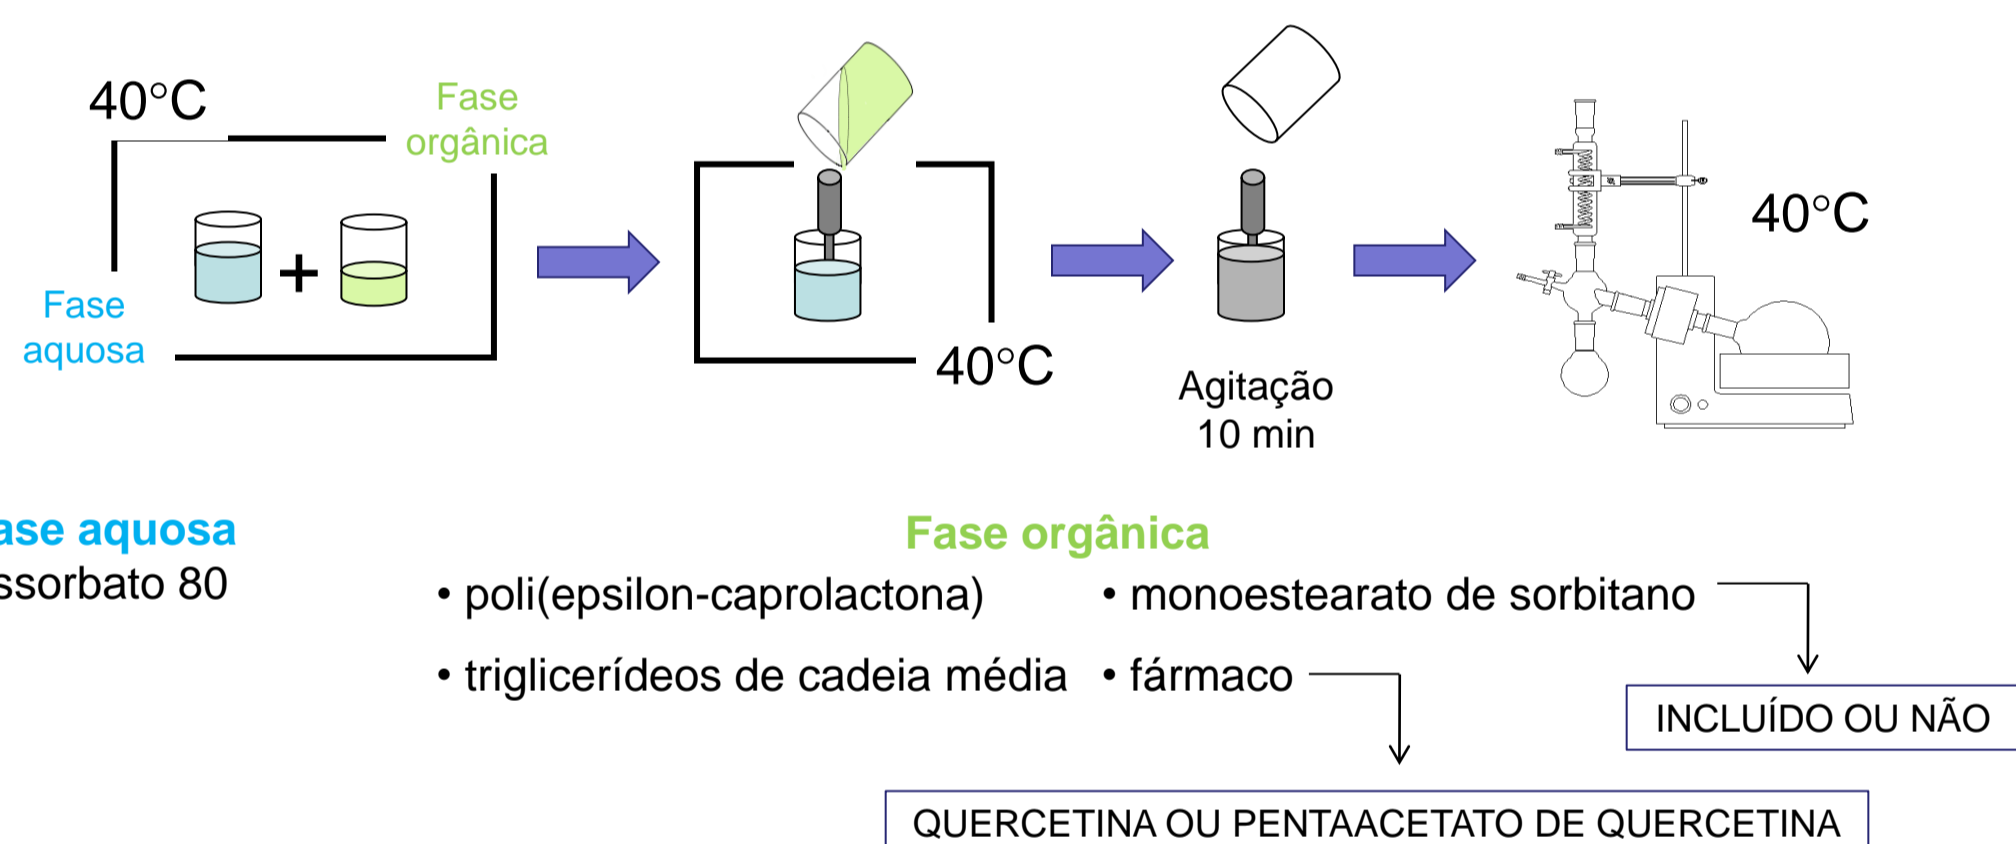 40°C
Fase
orgânica
Fase
aquosa
40°C
Agitação
10 min
40°C
ase aquosa
ssorbato 80
Fase orgânica
• poli(epsilon-caprolactona)
• monoestearato de sorbitano
• triglicerídeos de cadeia média
• fármaco
INCLUÍDO OU NÃO
QUERCETINA OU PENTAACETATO DE QUERCETINA